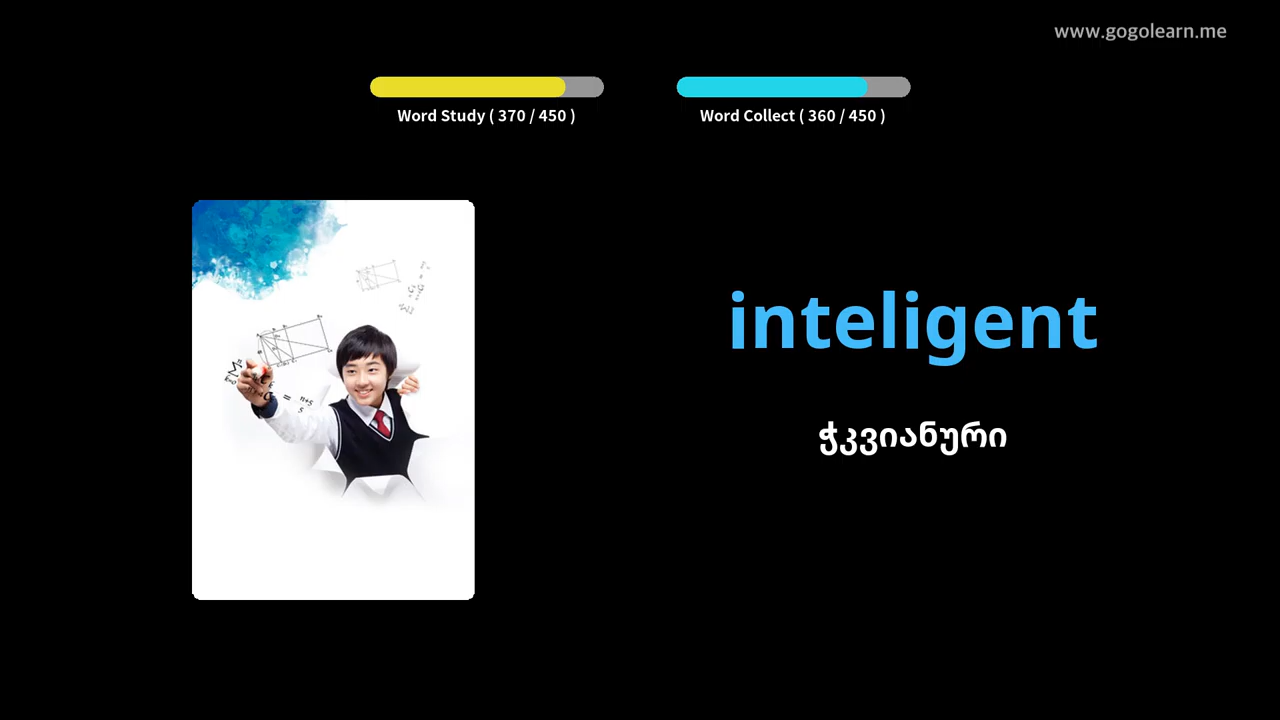 www.gogolearn.me
Word Study ( 370 / 450 )
Word Collect ( 360 / 450 )
inteligent
ჭკვიანური